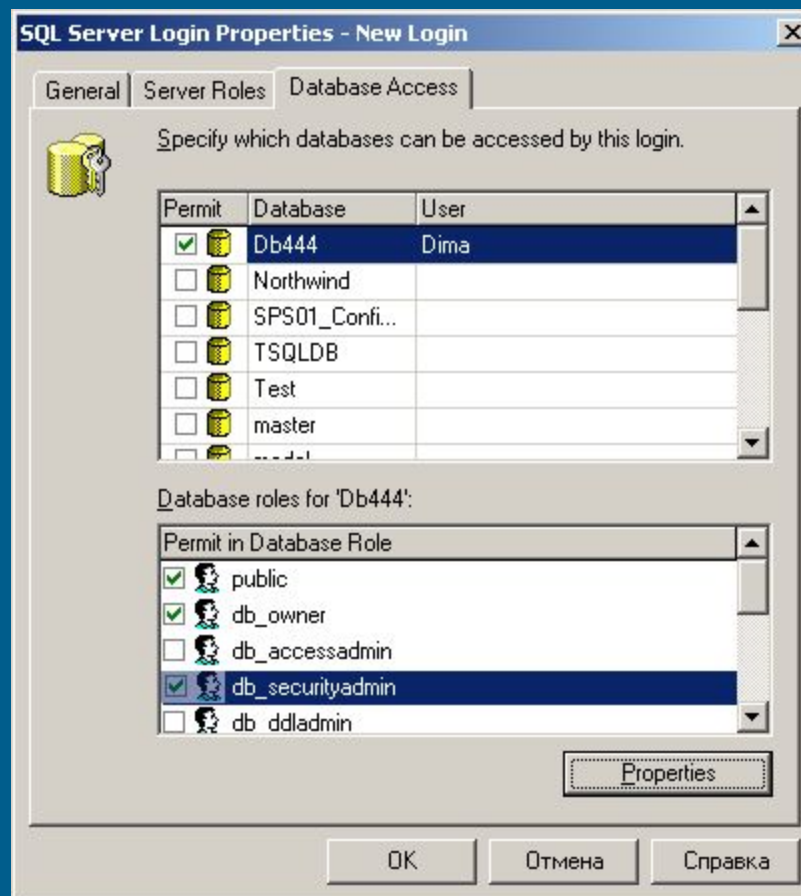 SQL Server Login Properties - New Login
General Server Roles Database Access
Specify which databases can be accessed by this login.
Permit Database User
Db444 Dima
Northwind
SPS01_Confi...
TSQLDB
Test
master
model
Database roles for 'Db444':
Permit in Database Role
public
db_owner
db_accessadmin
db_securityadmin
db_ddladmin
Properties
OK Отмена Справка